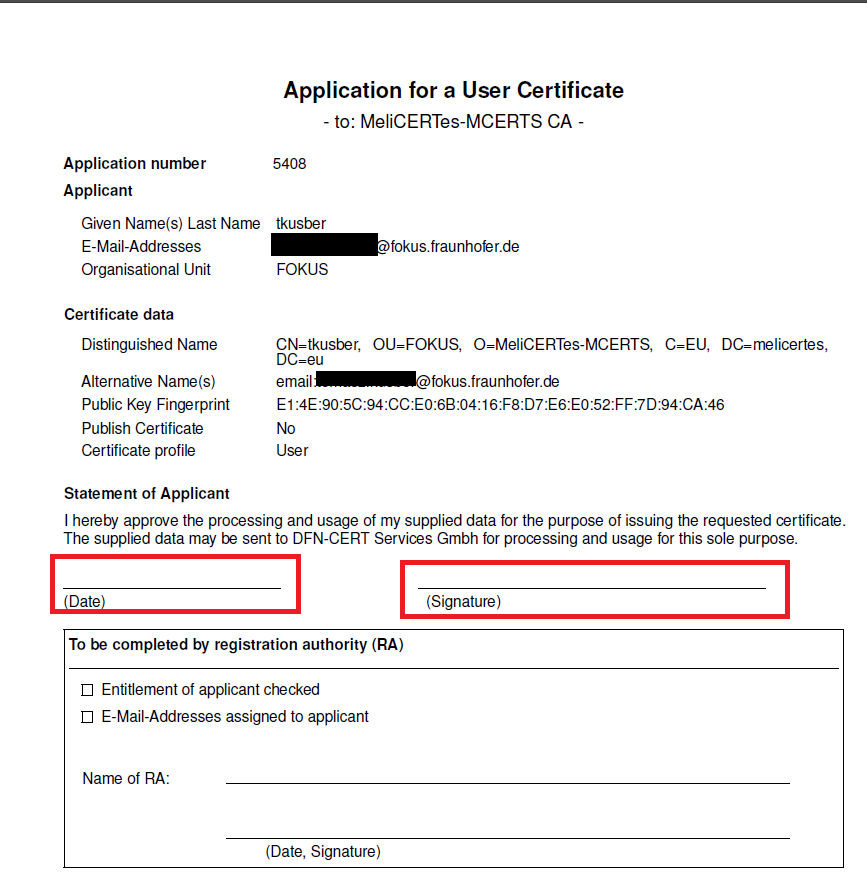 Application for a User Certificate
- to: MeliCERTes-MCERTS CA -
Application number 5408
Applicant
Given Name(s) Last Name tkusber
E-Mail-Addresses @fokus.fraunhofer.de
Organisational Unit FOKUS
Certificate data
Distinguished Name CN=tkusber, OU=FOKUS, O=MeliCERTes-MCERTS, C=EU, DC=melicertes,
DC=eu
Alternative Name(s) email:@fokus.fraunhofer.de
Public Key Fingerprint E1:4E:90:5C:94:CC:E0:6B:04:16:F8:D7:E6:E0:52:FF:7D:94:CA:46
Publish Certificate No
Certificate profile User
Statement of Applicant
I hereby approve the processing and usage of my supplied data for the purpose of issuing the requested certificate.
The supplied data may be sent to DFN-CERT Services Gmbh for processing and usage for this sole purpose.
(Date) (Signature)
To be completed by registration authority (RA)
Entitlement of applicant checked
E-Mail-Addresses assigned to applicant
Name of RA:
(Date, Signature)